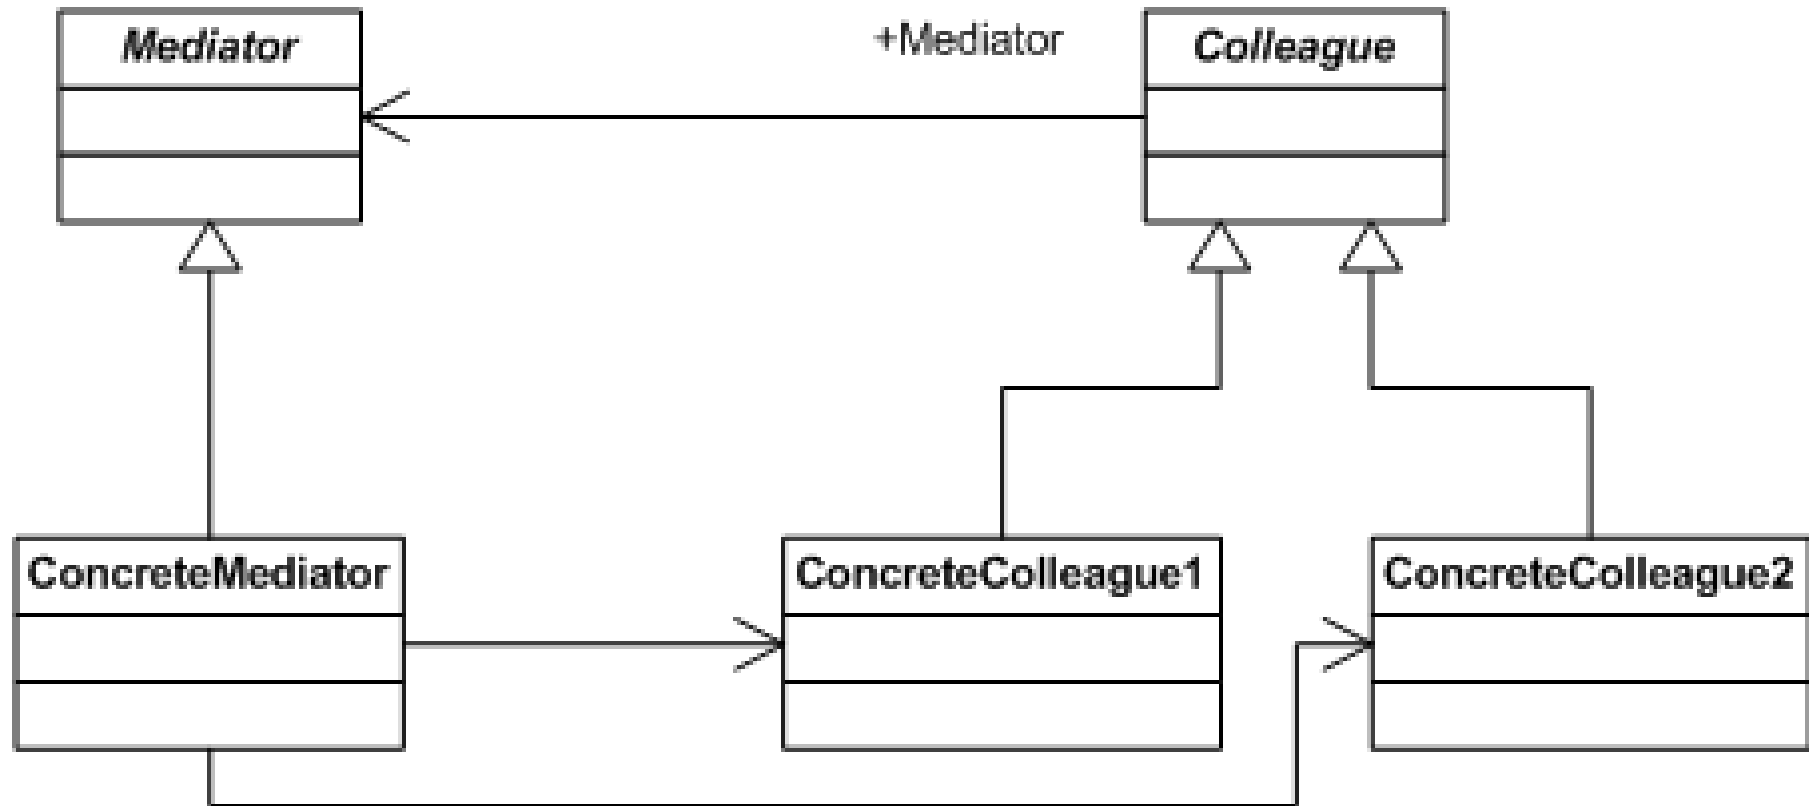 Mediator
+Mediator
Colleague
ConcreteMediator
ConcreteColleague1
ConcreteColleague2